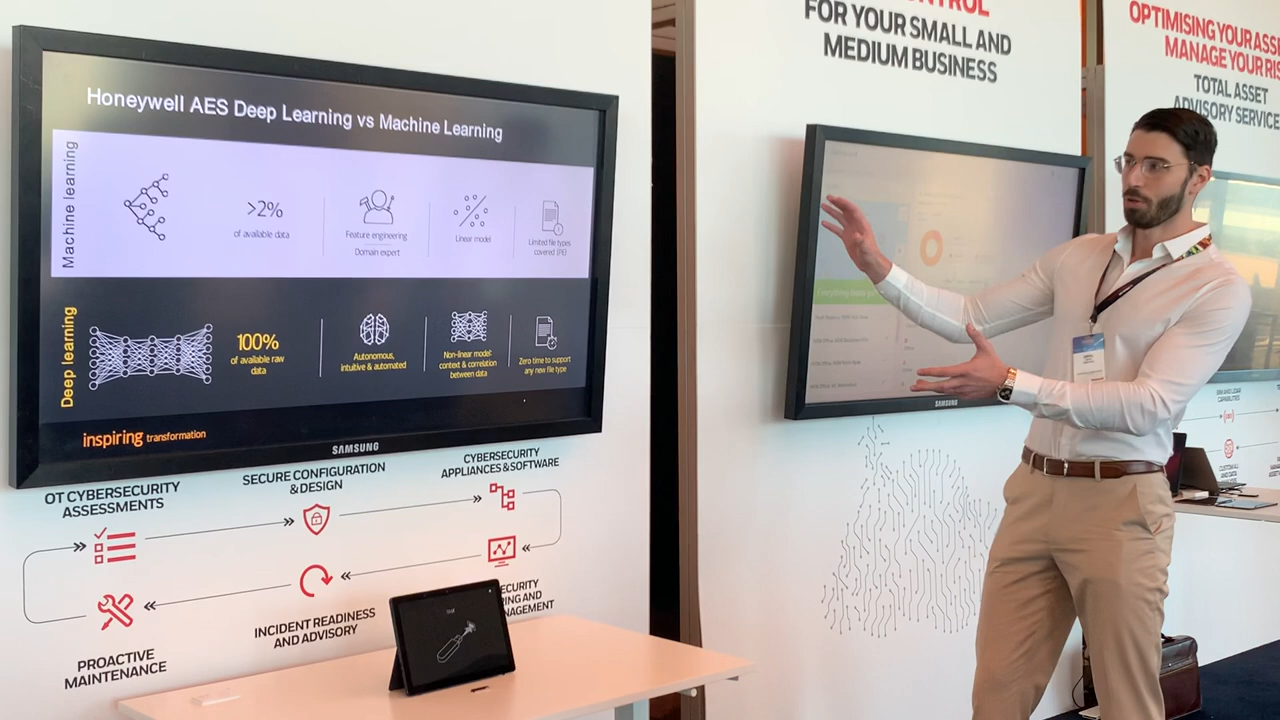 Honeywell AES Deep Learning vs Machine Learning
Machine learning
>2%
of available data
Feature engineering
Domain expert
Linear model
Limited file types
covered (PE)
Deep learning
100%
of available raw
data
Autonomous,
intuitive & automated
Non-linear model:
context & correlation
between data
Zero time to support
any new file type
inspiring transformation
SAMSUNG
OT CYBERSECURITY
ASSESSMENTS
SECURE CONFIGURATION
& DESIGN
CYBERSECURITY
APPLIANCES & SOFTWARE
PROACTIVE
MAINTENANCE
INCIDENT READINESS
AND ADVISORY
FOR YOUR SMALL AND
MEDIUM BUSINESS
SAMSUNG
OPTIMISING YOUR
MANAGE YOUR
TOTAL ASSET
ADVISORY SERVICE
CAPABILITIES